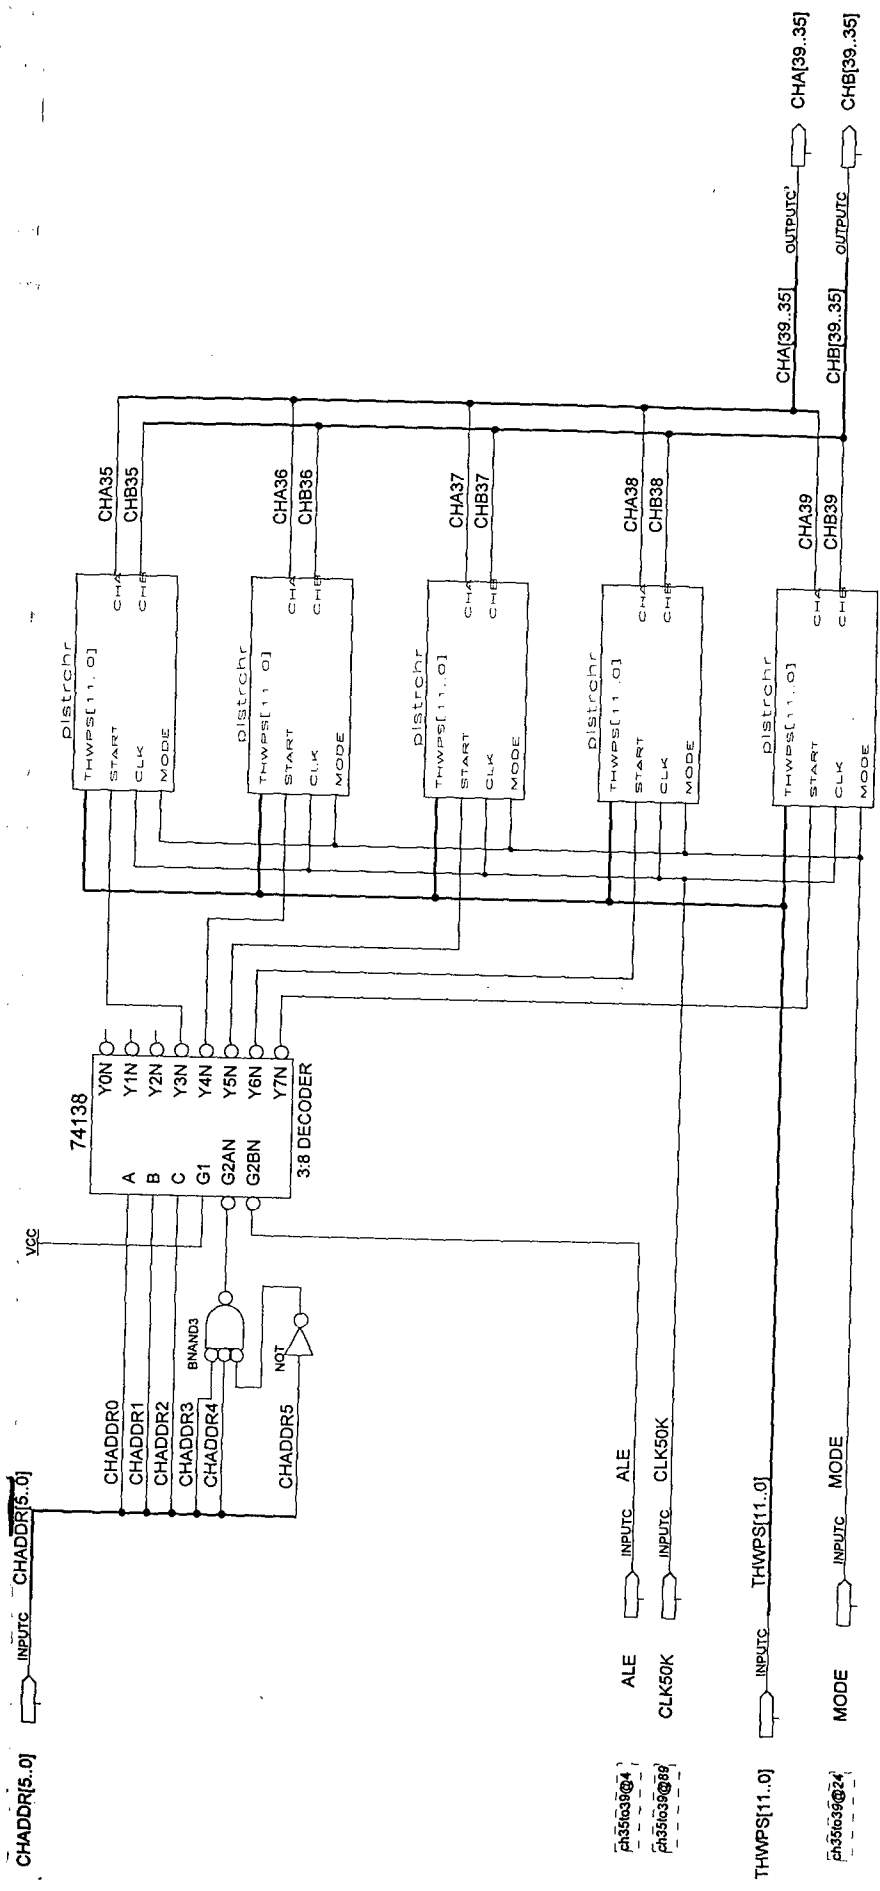 CHADDR[5..0]
INPUTC
CHADDR[5..0]
CHADDR0
CHADDR1
CHADDR2
CHADDR3
CHADDR4
CHADDR5
BNAND3
NOT
VCC
74138
A
B
C
G1
G2AN
G2BN
Y0N
Y1N
Y2N
Y3N
Y4N
Y5N
Y6N
Y7N
3:8 DECODER
plstrchr
THWPS[11..0]
START
CLK
MODE
CHA
CHB
CHA35
CHB35
plstrchr
THWPS[11..0]
START
CLK
MODE
CHA
CHB
CHA36
CHB36
plstrchr
THWPS[11..0]
START
CLK
MODE
CHA
CHB
CHA37
CHB37
plstrchr
THWPS[11..0]
START
CLK
MODE
CHA
CHB
CHA38
CHB38
plstrchr
THWPS[11..0]
START
CLK
MODE
CHA
CHB
CHA39
CHB39
CHA[39..35]
OUTPUTC
CHA[39..35]
CHB[39..35]
OUTPUTC
CHB[39..35]
ch35to39@4
ALE
INPUTC
ALE
ch35to39@89
CLK50K
INPUTC
CLK50K
THWPS[11..0]
INPUTC
THWPS[11..0]
ch35to39@24
MODE
INPUTC
MODE